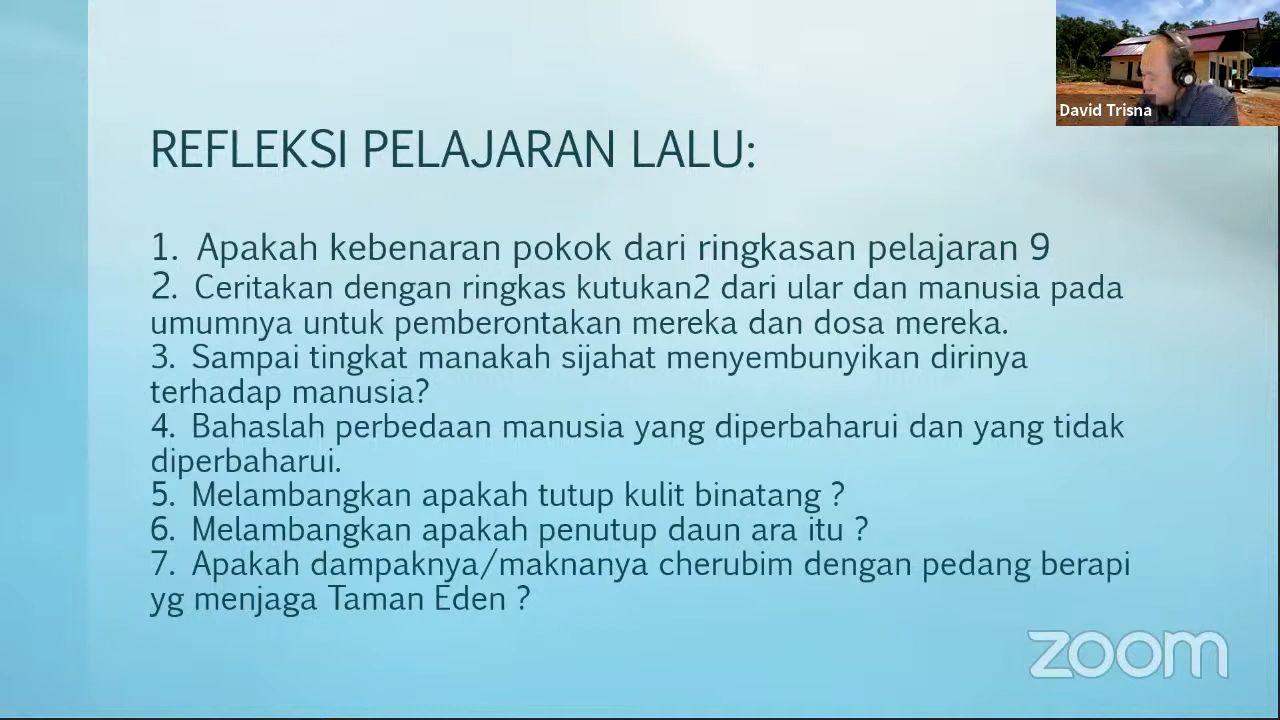 David Trisna
REFLEKSI PELAJARAN LALU:
1. Apakah kebenaran pokok dari ringkasan pelajaran 9
2. Ceritakan dengan ringkas kutukan2 dari ular dan manusia pada
umumnya untuk pemberontakan mereka dan dosa mereka.
3. Sampai tingkat manakah sijahat menyembunyikan dirinya
terhadap manusia?
4. Bahaslah perbedaan manusia yang diperbaharui dan yang tidak
diperbaharui.
5. Melambangkan apakah tutup kulit binatang ?
6. Melambangkan apakah penutup daun ara itu ?
7. Apakah dampaknya/maknanya cherubim dengan pedang berapi
yg menjaga Taman Eden ?
zoom